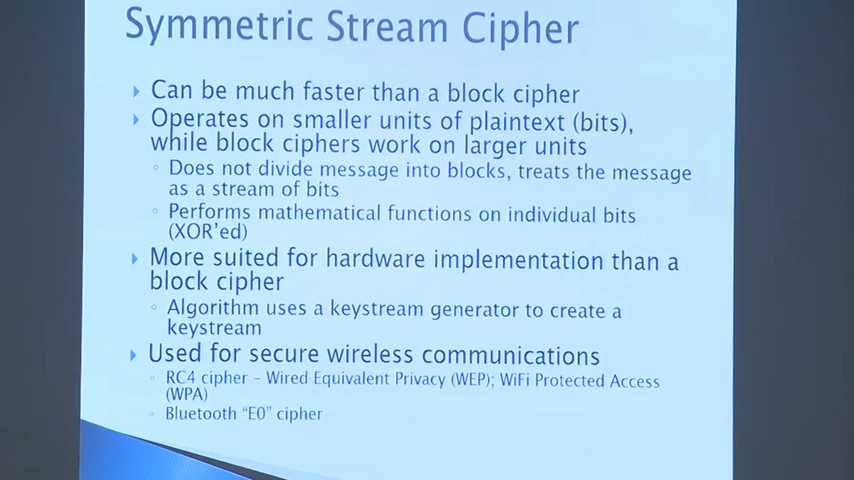 Symmetric Stream Cipher
Can be much faster than a block cipher
Operates on smaller units of plaintext (bits),
while block ciphers work on larger units
Does not divide message into blocks, treats the message
as a stream of bits
Performs mathematical functions on individual bits
(XOR'ed)
More suited for hardware implementation than a
block cipher
Algorithm uses a keystream generator to create a
keystream
Used for secure wireless communications
RC4 cipher – Wired Equivalent Privacy (WEP); WiFi Protected Access
(WPA)
Bluetooth “E0” cipher